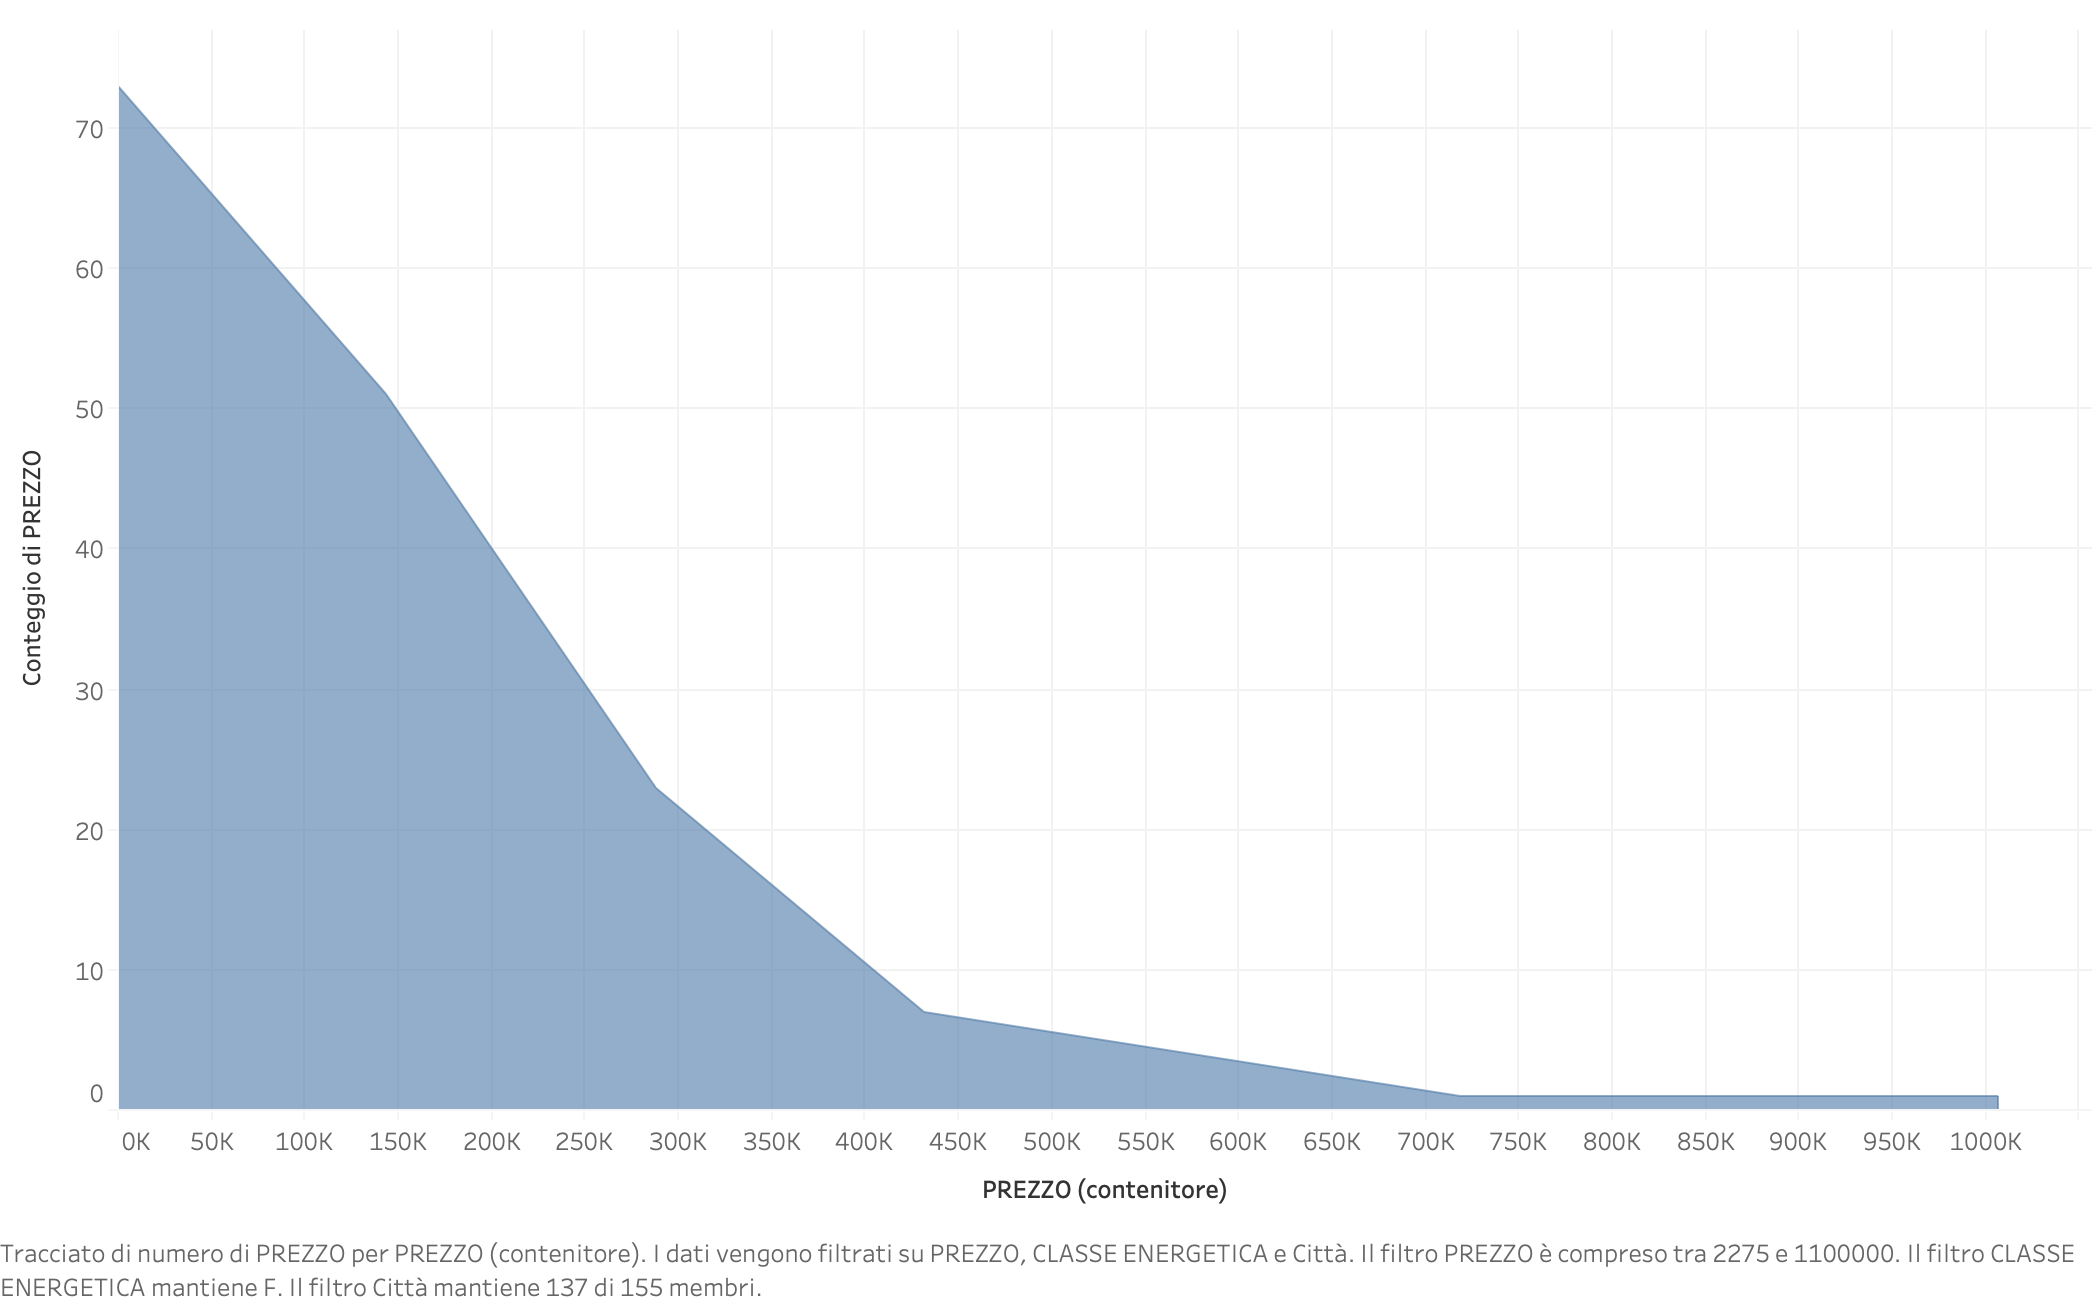 Conteggio di PREZZO
70
60
50
40
30
20
10
0
0K 50K 100K 150K 200K 250K 300K 350K 400K 450K 500K 550K 600K 650K 700K 750K 800K 850K 900K 950K 1000K
PREZZO (contenitore)
Tracciato di numero di PREZZO per PREZZO (contenitore). I dati vengono filtrati su PREZZO, CLASSE ENERGETICA e Città. Il filtro PREZZO è compreso tra 2275 e 1100000. Il filtro CLASSE
ENERGETICA mantiene F. Il filtro Città mantiene 137 di 155 membri.